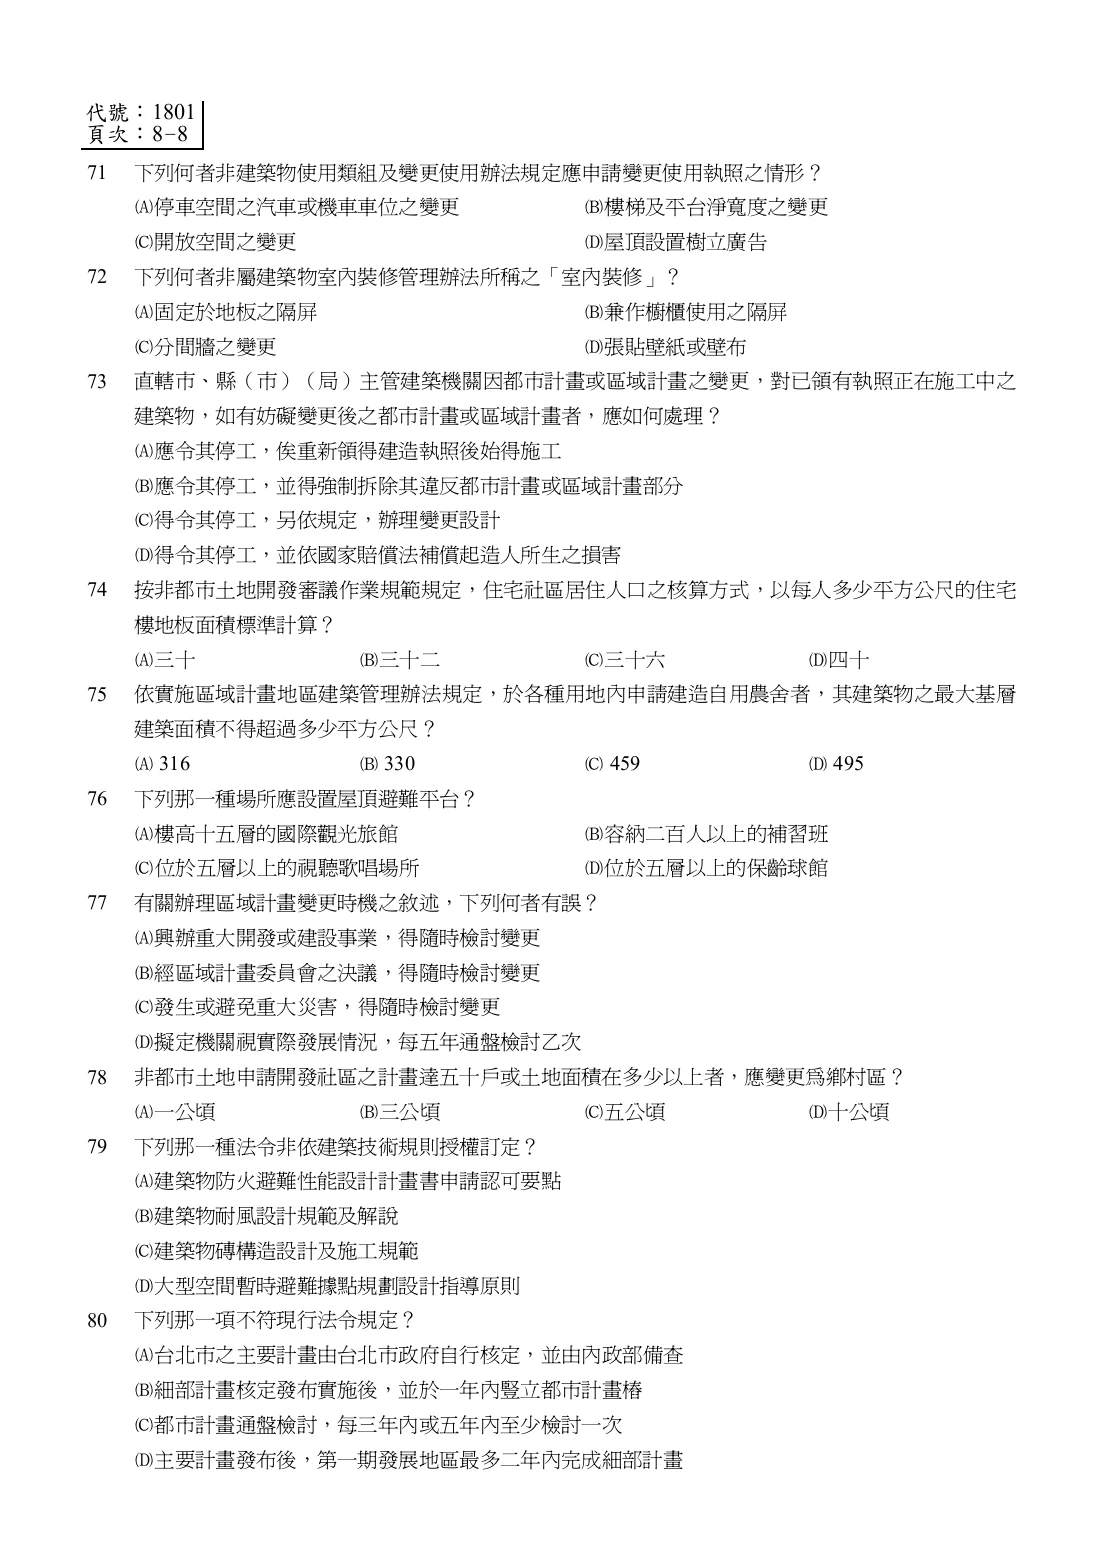 代號：1801
頁次：8－8
71 下列何者非建築物使用類組及變更使用辦法規定應申請變更使用執照之情形？
(A)停車空間之汽車或機車車位之變更 (B)樓梯及平台淨寬度之變更
(C)開放空間之變更 (D)屋頂設置樹立廣告
72 下列何者非屬建築物室內裝修管理辦法所稱之「室內裝修」？
(A)固定於地板之隔屏 (B)兼作櫥櫃使用之隔屏
(C)分間牆之變更 (D)張貼壁紙或壁布
73 直轄市、縣（市）（局）主管建築機關因都市計畫或區域計畫之變更，對已領有執照正在施工中之
建築物，如有妨礙變更後之都市計畫或區域計畫者，應如何處理？
(A)應令其停工，俟重新領得建造執照後始得施工
(B)應令其停工，並得強制拆除其違反都市計畫或區域計畫部分
(C)得令其停工，另依規定，辦理變更設計
(D)得令其停工，並依國家賠償法補償起造人所生之損害
74 按非都市土地開發審議作業規範規定，住宅社區居住人口之核算方式，以每人多少平方公尺的住宅
樓地板面積標準計算？
(A)三十 (B)三十二 (C)三十六 (D)四十
75 依實施區域計畫地區建築管理辦法規定，於各種用地內申請建造自用農舍者，其建築物之最大基層
建築面積不得超過多少平方公尺？
(A) 316 (B) 330 (C) 459 (D) 495
76 下列那一種場所應設置屋頂避難平台？
(A)樓高十五層的國際觀光旅館 (B)容納二百人以上的補習班
(C)位於五層以上的視聽歌唱場所 (D)位於五層以上的保齡球館
77 有關辦理區域計畫變更時機之敘述，下列何者有誤？
(A)興辦重大開發或建設事業，得隨時檢討變更
(B)經區域計畫委員會之決議，得隨時檢討變更
(C)發生或避免重大災害，得隨時檢討變更
(D)擬定機關視實際發展情況，每五年通盤檢討乙次
78 非都市土地申請開發社區之計畫達五十戶或土地面積在多少以上者，應變更為鄉村區？
(A)一公頃 (B)三公頃 (C)五公頃 (D)十公頃
79 下列那一種法令非依建築技術規則授權訂定？
(A)建築物防火避難性能設計計畫書申請認可要點
(B)建築物耐風設計規範及解說
(C)建築物磚構造設計及施工規範
(D)大型空間暫時避難據點規劃設計指導原則
80 下列那一項不符現行法令規定？
(A)台北市之主要計畫由台北市政府自行核定，並由內政部備查
(B)細部計畫核定發布實施後，並於一年內豎立都市計畫樁
(C)都市計畫通盤檢討，每三年內或五年內至少檢討一次
(D)主要計畫發布後，第一期發展地區最多二年內完成細部計畫